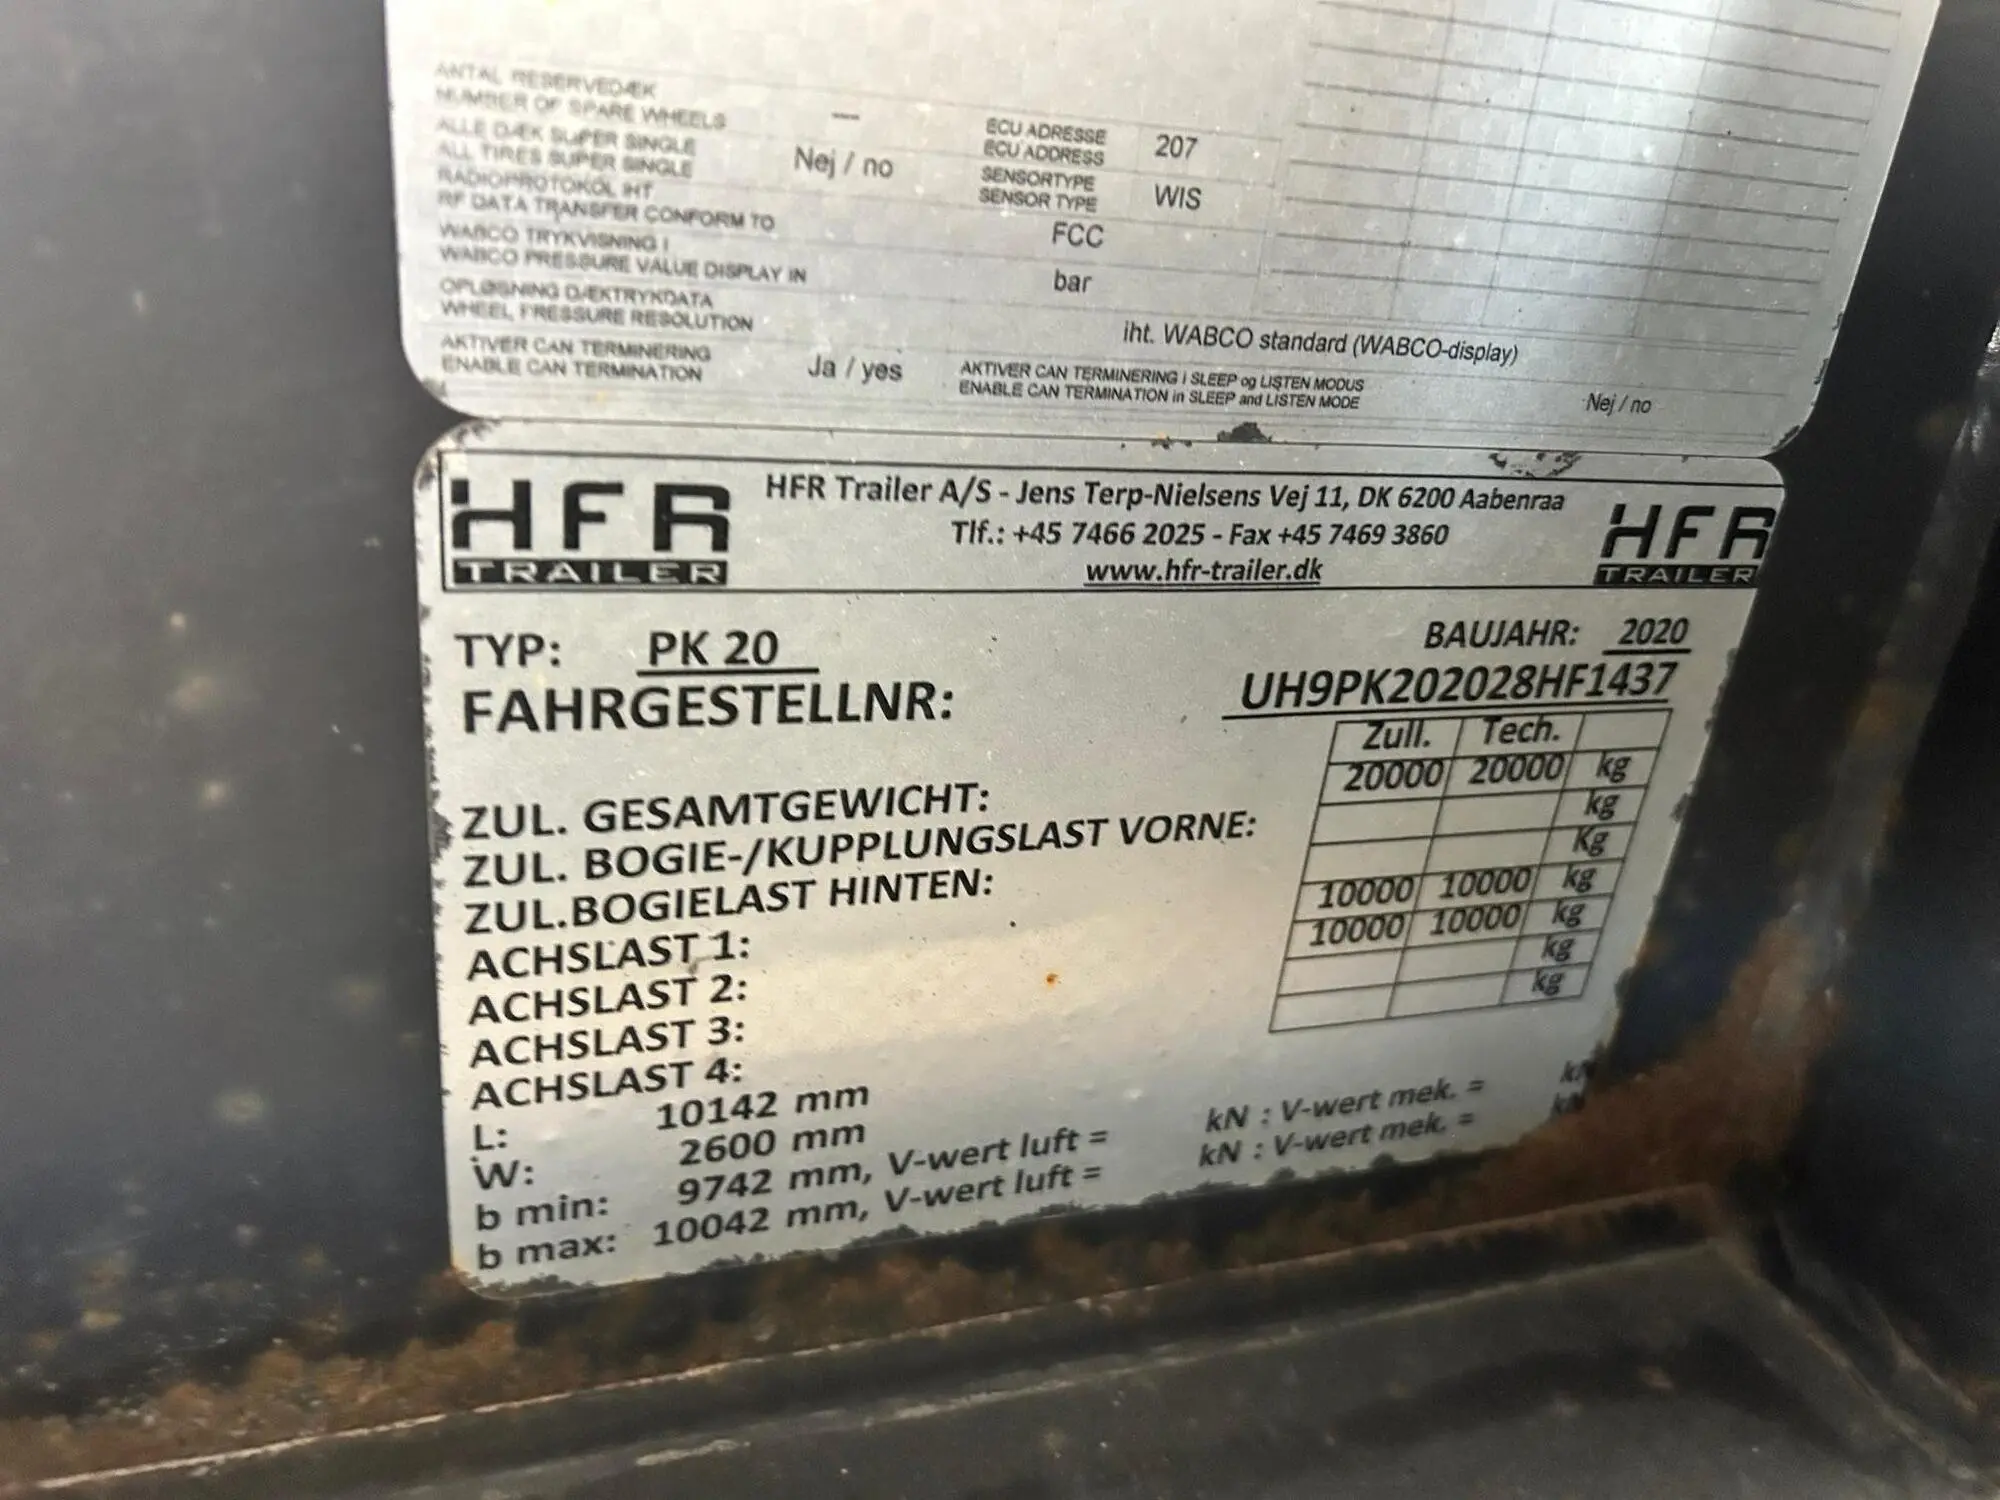 ANTAL RESERVEDÆK
NUMBER OF SPARE WHEELS —
ALLE DÆK SUPER SINGLE
ALL TIRES SUPER SINGLE Nej / no
ECU ADRESSE
ECU ADDRESS 207
RADIOPROTOKOL IHT
RF DATA TRANSFER CONFORM TO FCC
SENSORTYPE
SENSOR TYPE WIS
WABCO TRYKVISNING I
WABCO PRESSURE VALUE DISPLAY IN bar
OPLØSNING DÆKTRYKDATA
WHEEL PRESSURE RESOLUTION iht. WABCO standard (WABCO-display)
AKTIVER CAN TERMINERING
ENABLE CAN TERMINATION Ja / yes
AKTIVER CAN TERMINERING I SLEEP og LISTEN MODUS
ENABLE CAN TERMINATION in SLEEP and LISTEN MODE Nej / no
HFR
TRAILER
HFR Trailer A/S - Jens Terp-Nielsens Vej 11, DK 6200 Aabenraa
Tlf.: +45 7466 2025 - Fax +45 7469 3860
www.hfr-trailer.dk
HFR
TRAILER
TYP: PK 20 BAUJAHR: 2020
FAHRGESTELLNR: UH9PK202028HF1437
Zull. Tech.
ZUL. GESAMTGEWICHT: 20000 20000 kg
ZUL. BOGIE-/KUPPLUNGSLAST VORNE: kg
ZUL.BOGIELAST HINTEN: Kg
ACHSLAST 1: 10000 10000 kg
ACHSLAST 2: 10000 10000 kg
ACHSLAST 3: kg
ACHSLAST 4: kg
L: 10142 mm
W: 2600 mm
b min: 9742 mm, V-wert luft = kN : V-wert mek. = kN
b max: 10042 mm, V-wert luft = kN : V-wert mek. = kN